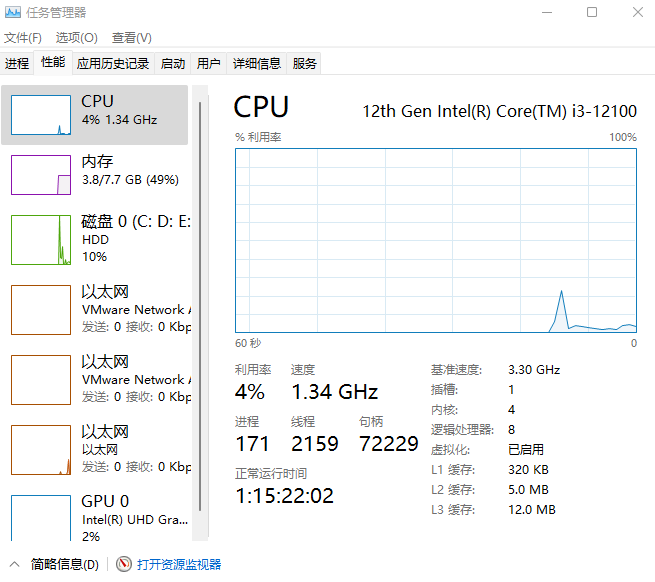 任务管理器
文件(F) 选项(O) 查看(V)
进程 性能 应用历史记录 启动 用户 详细信息 服务
CPU
4% 1.34 GHz
内存
3.8/7.7 GB (49%)
磁盘 0 (C: D: E:
HDD
10%
以太网
VMware Network A
发送: 0 接收: 0 Kbp
以太网
VMware Network A
发送: 0 接收: 0 Kbp
以太网
以太网
发送: 0 接收: 0 Kbp
GPU 0
Intel(R) UHD Gra...
2%
CPU 12th Gen Intel(R) Core(TM) i3-12100
% 利用率 100%
60 秒 0
利用率 速度
4% 1.34 GHz
进程 线程 句柄
171 2159 72229
正常运行时间
1:15:22:02
基准速度: 3.30 GHz
插槽: 1
内核: 4
逻辑处理器: 8
虚拟化: 已启用
L1 缓存: 320 KB
L2 缓存: 5.0 MB
L3 缓存: 12.0 MB
简略信息(D) 打开资源监视器